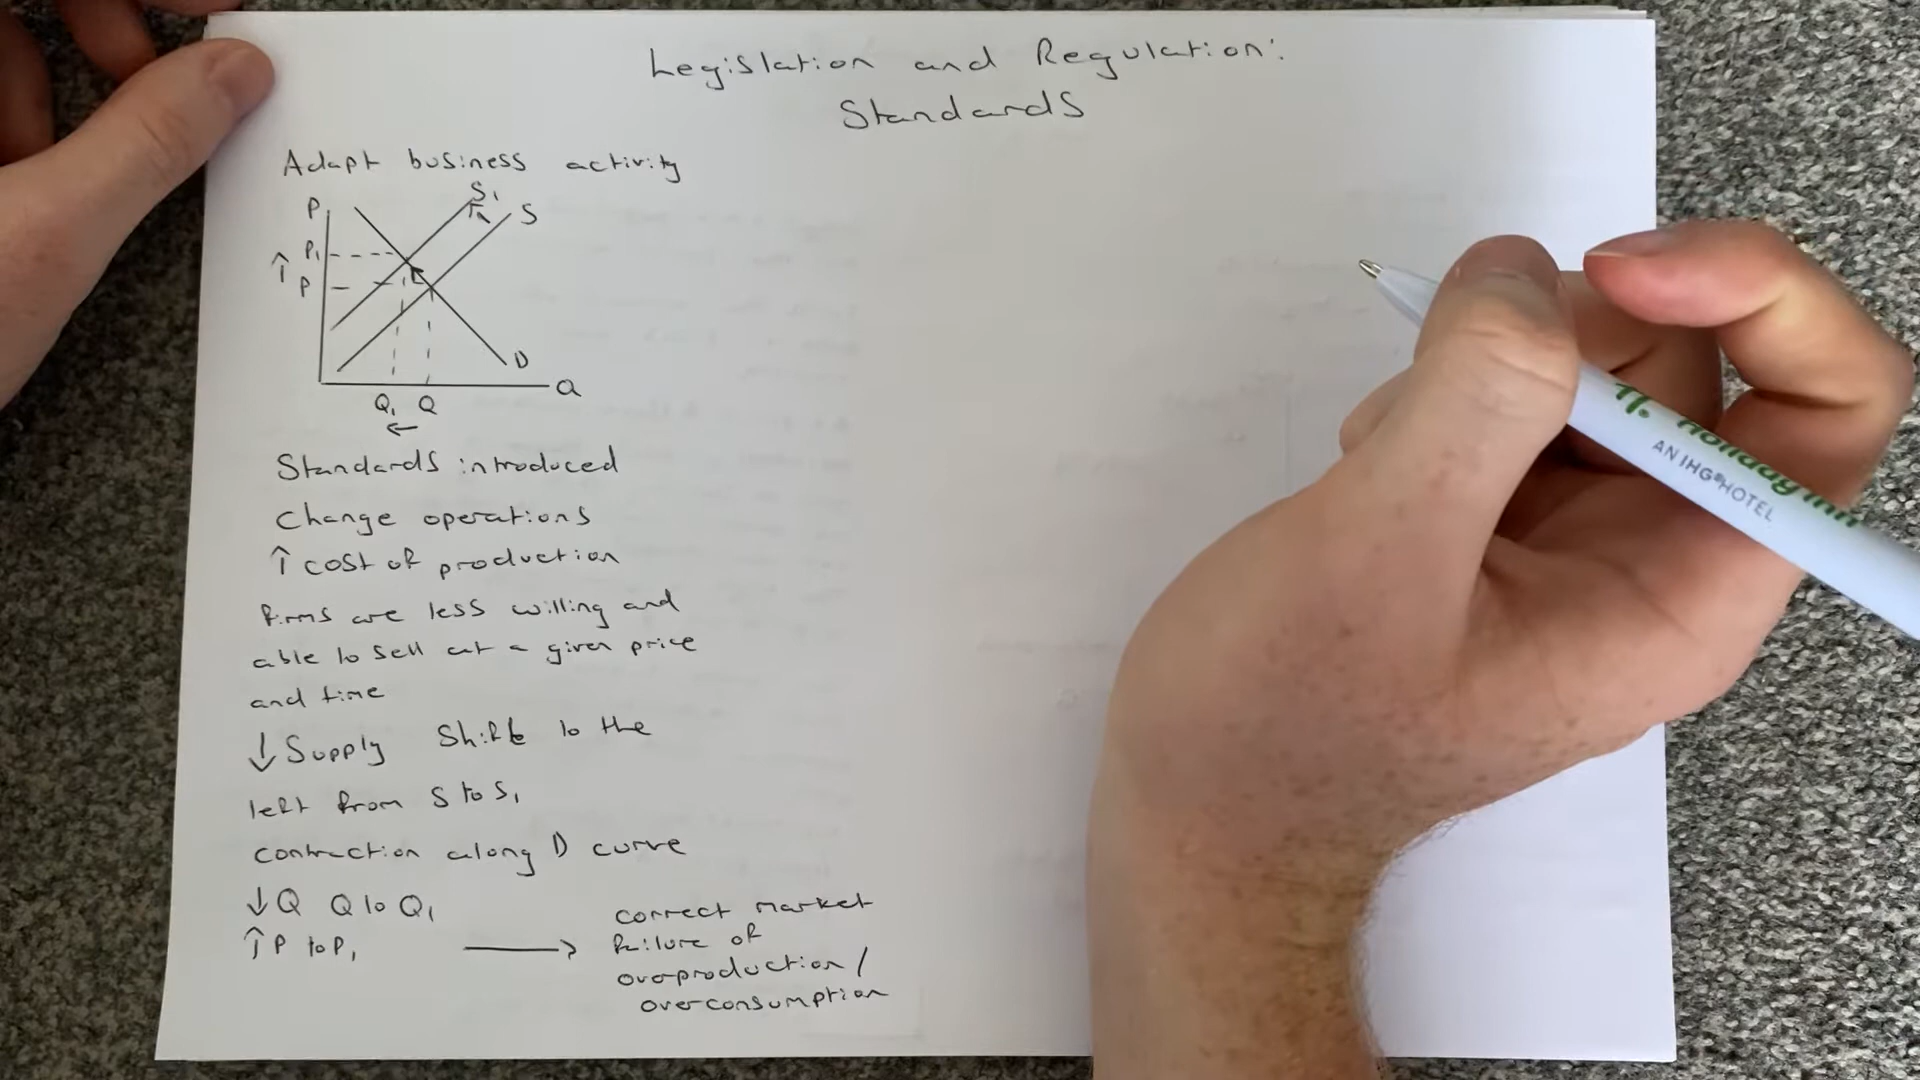 Legislation and Regulation:
Standards
Adapt business activity
P
S1
S
P1
↑
P
D
Q
Q1 Q
←
Standards introduced
Change operations
↑ cost of production
firms are less willing and
able to sell at a given price
and time
↓ Supply Shift to the
left from S to S1
contraction along D curve
↓ Q Q to Q1
↑ P to P1
correct market
failure of
overproduction/
overconsumption
H.
Holiday Inn
AN IHG® HOTEL